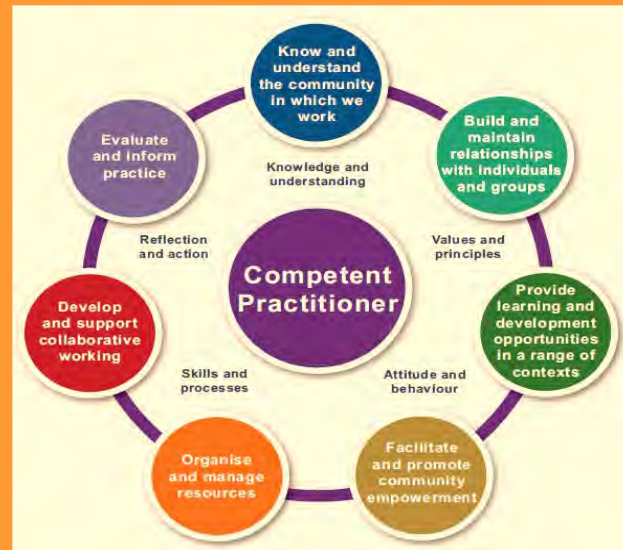 Know and
understand
the community
in which we
work
Build and
maintain
relationships
with individuals
and groups
Provide
learning and
development
opportunities
in a range of
contexts
Facilitate
and promote
community
empowerment
Organise
and manage
resources
Develop
and support
collaborative
working
Evaluate
and inform
practice
Knowledge and
understanding
Values and
principles
Attitude and
behaviour
Skills and
processes
Reflection
and action
Competent
Practitioner